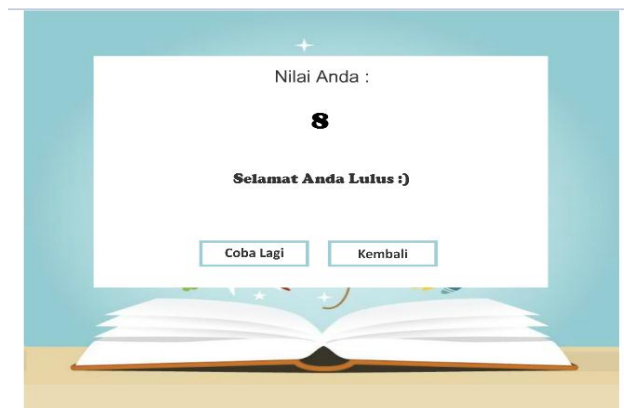 Nilai Anda :
8
Selamat Anda Lulus :)
Coba Lagi
Kembali